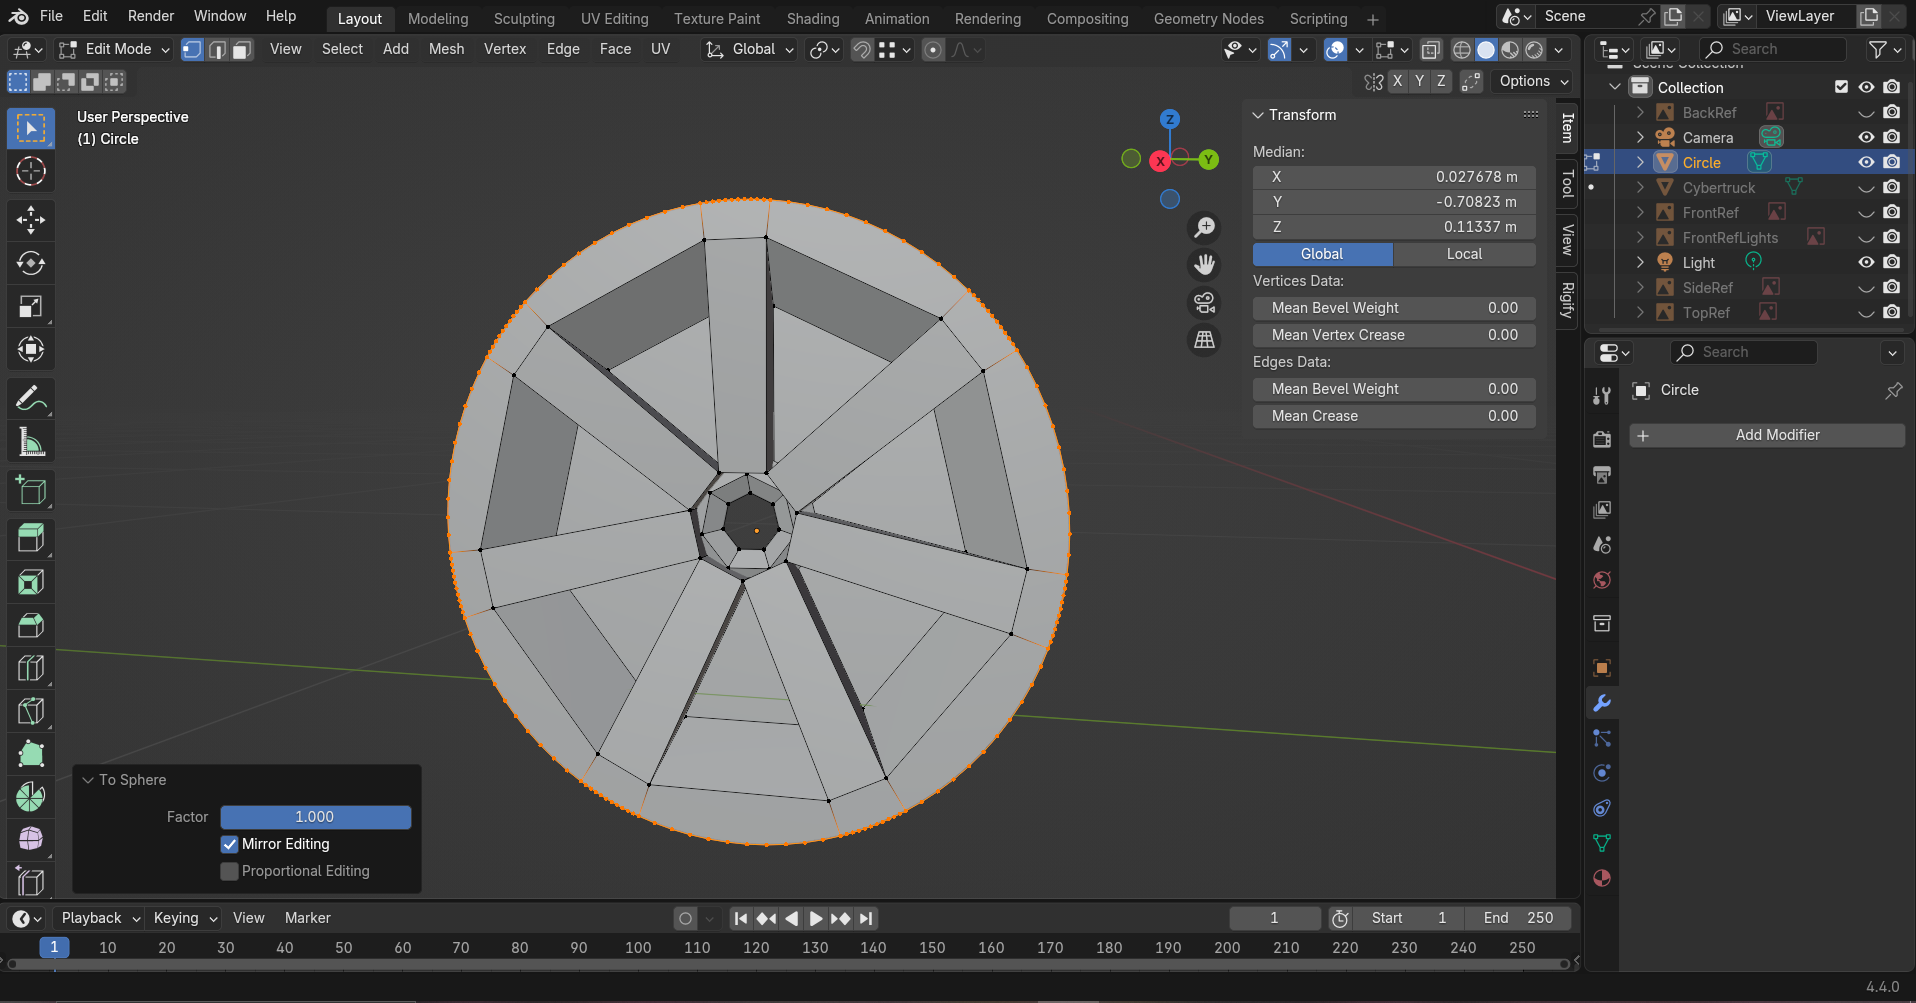 File Edit Render Window Help Layout Modeling Sculpting UV Editing Texture Paint Shading Animation Rendering Compositing Geometry Nodes Scripting Scene ViewLayer
Edit Mode View Select Add Mesh Vertex Edge Face UV Global Search
X Y Z Options
Scene Collection
Collection
BackRef
Camera
Circle
Cybertruck
FrontRef
FrontRefLights
Light
SideRef
TopRef
User Perspective
(1) Circle
Z
X
Y
Transform
Median:
X 0.027678 m
Y -0.70823 m
Z 0.11337 m
Global Local
Vertices Data:
Mean Bevel Weight 0.00
Mean Vertex Crease 0.00
Edges Data:
Mean Bevel Weight 0.00
Mean Crease 0.00
Item
Tool
View
Rigify
Search
Circle
Add Modifier
To Sphere
Factor 1.000
Mirror Editing
Proportional Editing
Playback Keying View Marker 1 Start 1 End 250
1 10 20 30 40 50 60 70 80 90 100 110 120 130 140 150 160 170 180 190 200 210 220 230 240 250
4.4.0